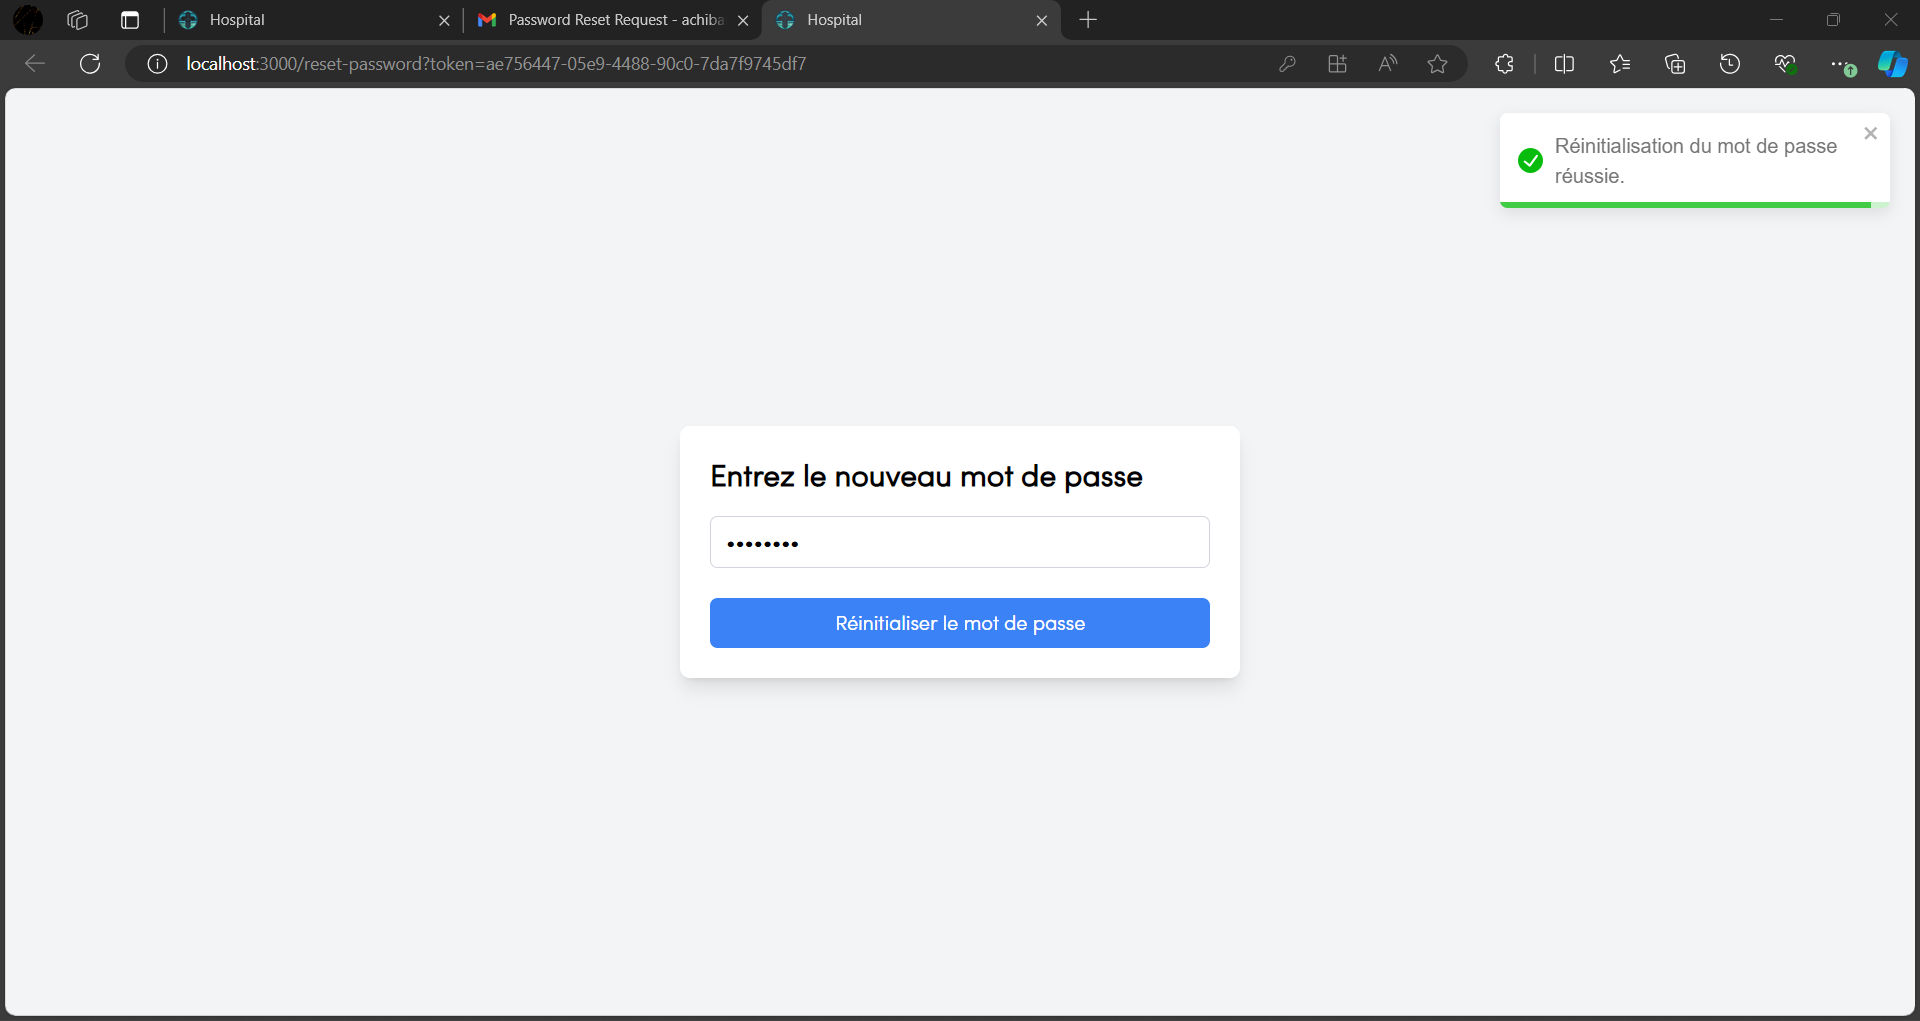 Hospital
Password Reset Request - achiba
Hospital
localhost:3000/reset-password?token=ae756447-05e9-4488-90c0-7da7f9745df7
Réinitialisation du mot de passe
réussie.
Entrez le nouveau mot de passe
••••••••
Réinitialiser le mot de passe